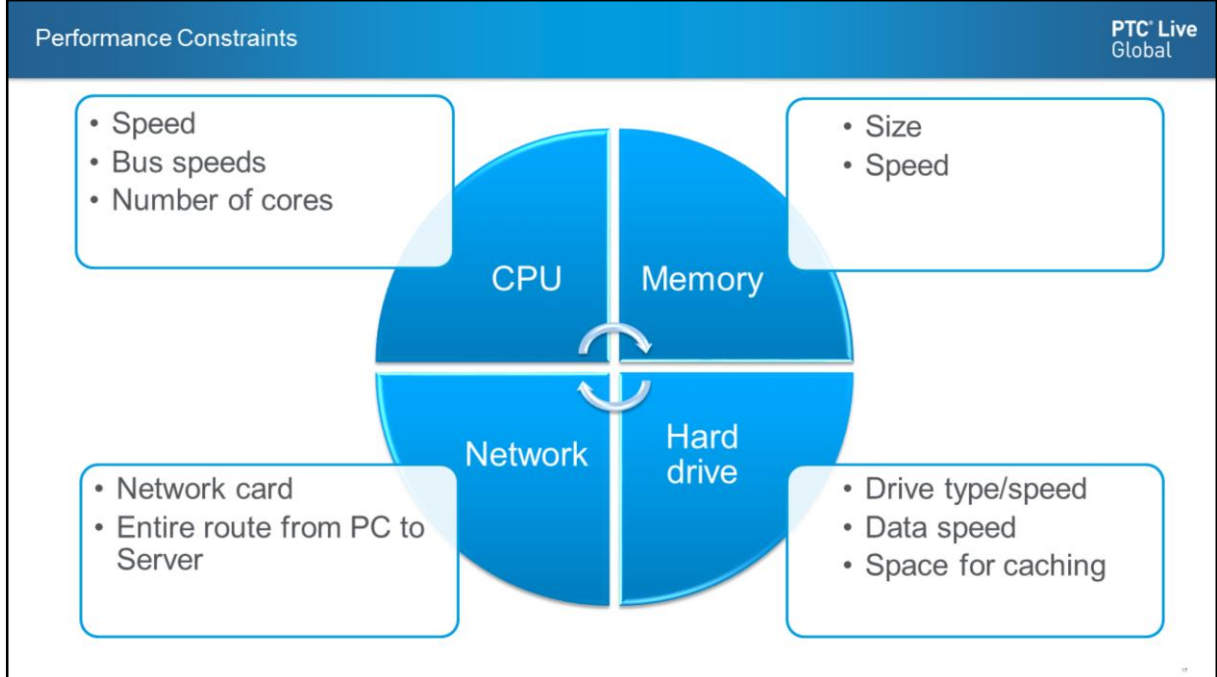 Performance Constraints
PTC® Live
Global
• Speed
• Bus speeds
• Number of cores
• Size
• Speed
CPU
Memory
Network
Hard
drive
• Network card
• Entire route from PC to
Server
• Drive type/speed
• Data speed
• Space for caching